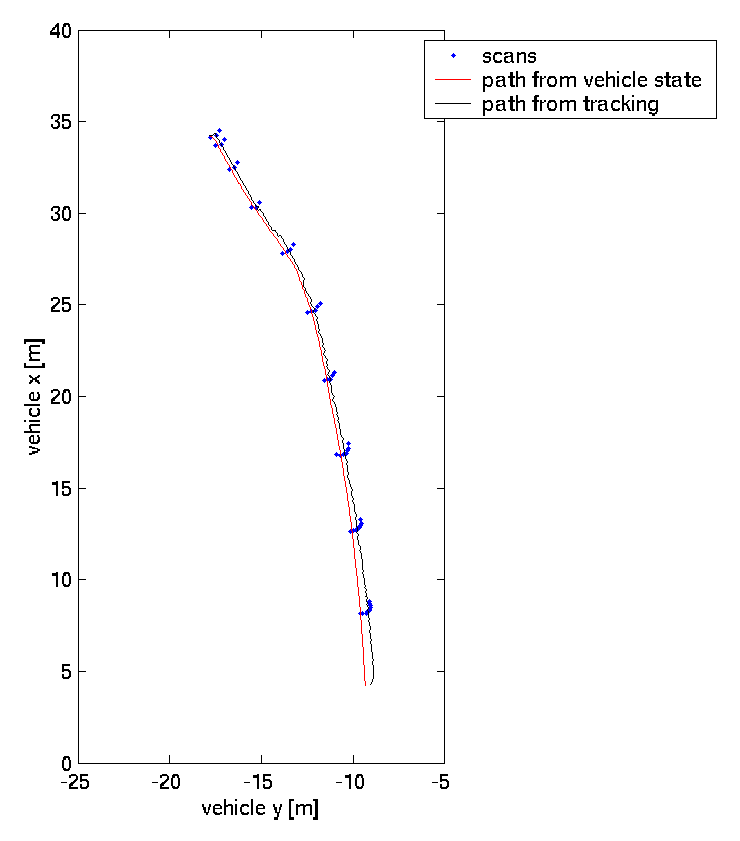 40
scans
path from vehicle state
path from tracking
35
30
25
vehicle x [m]
20
15
10
5
0
-25 -20 -15 -10 -5
vehicle y [m]